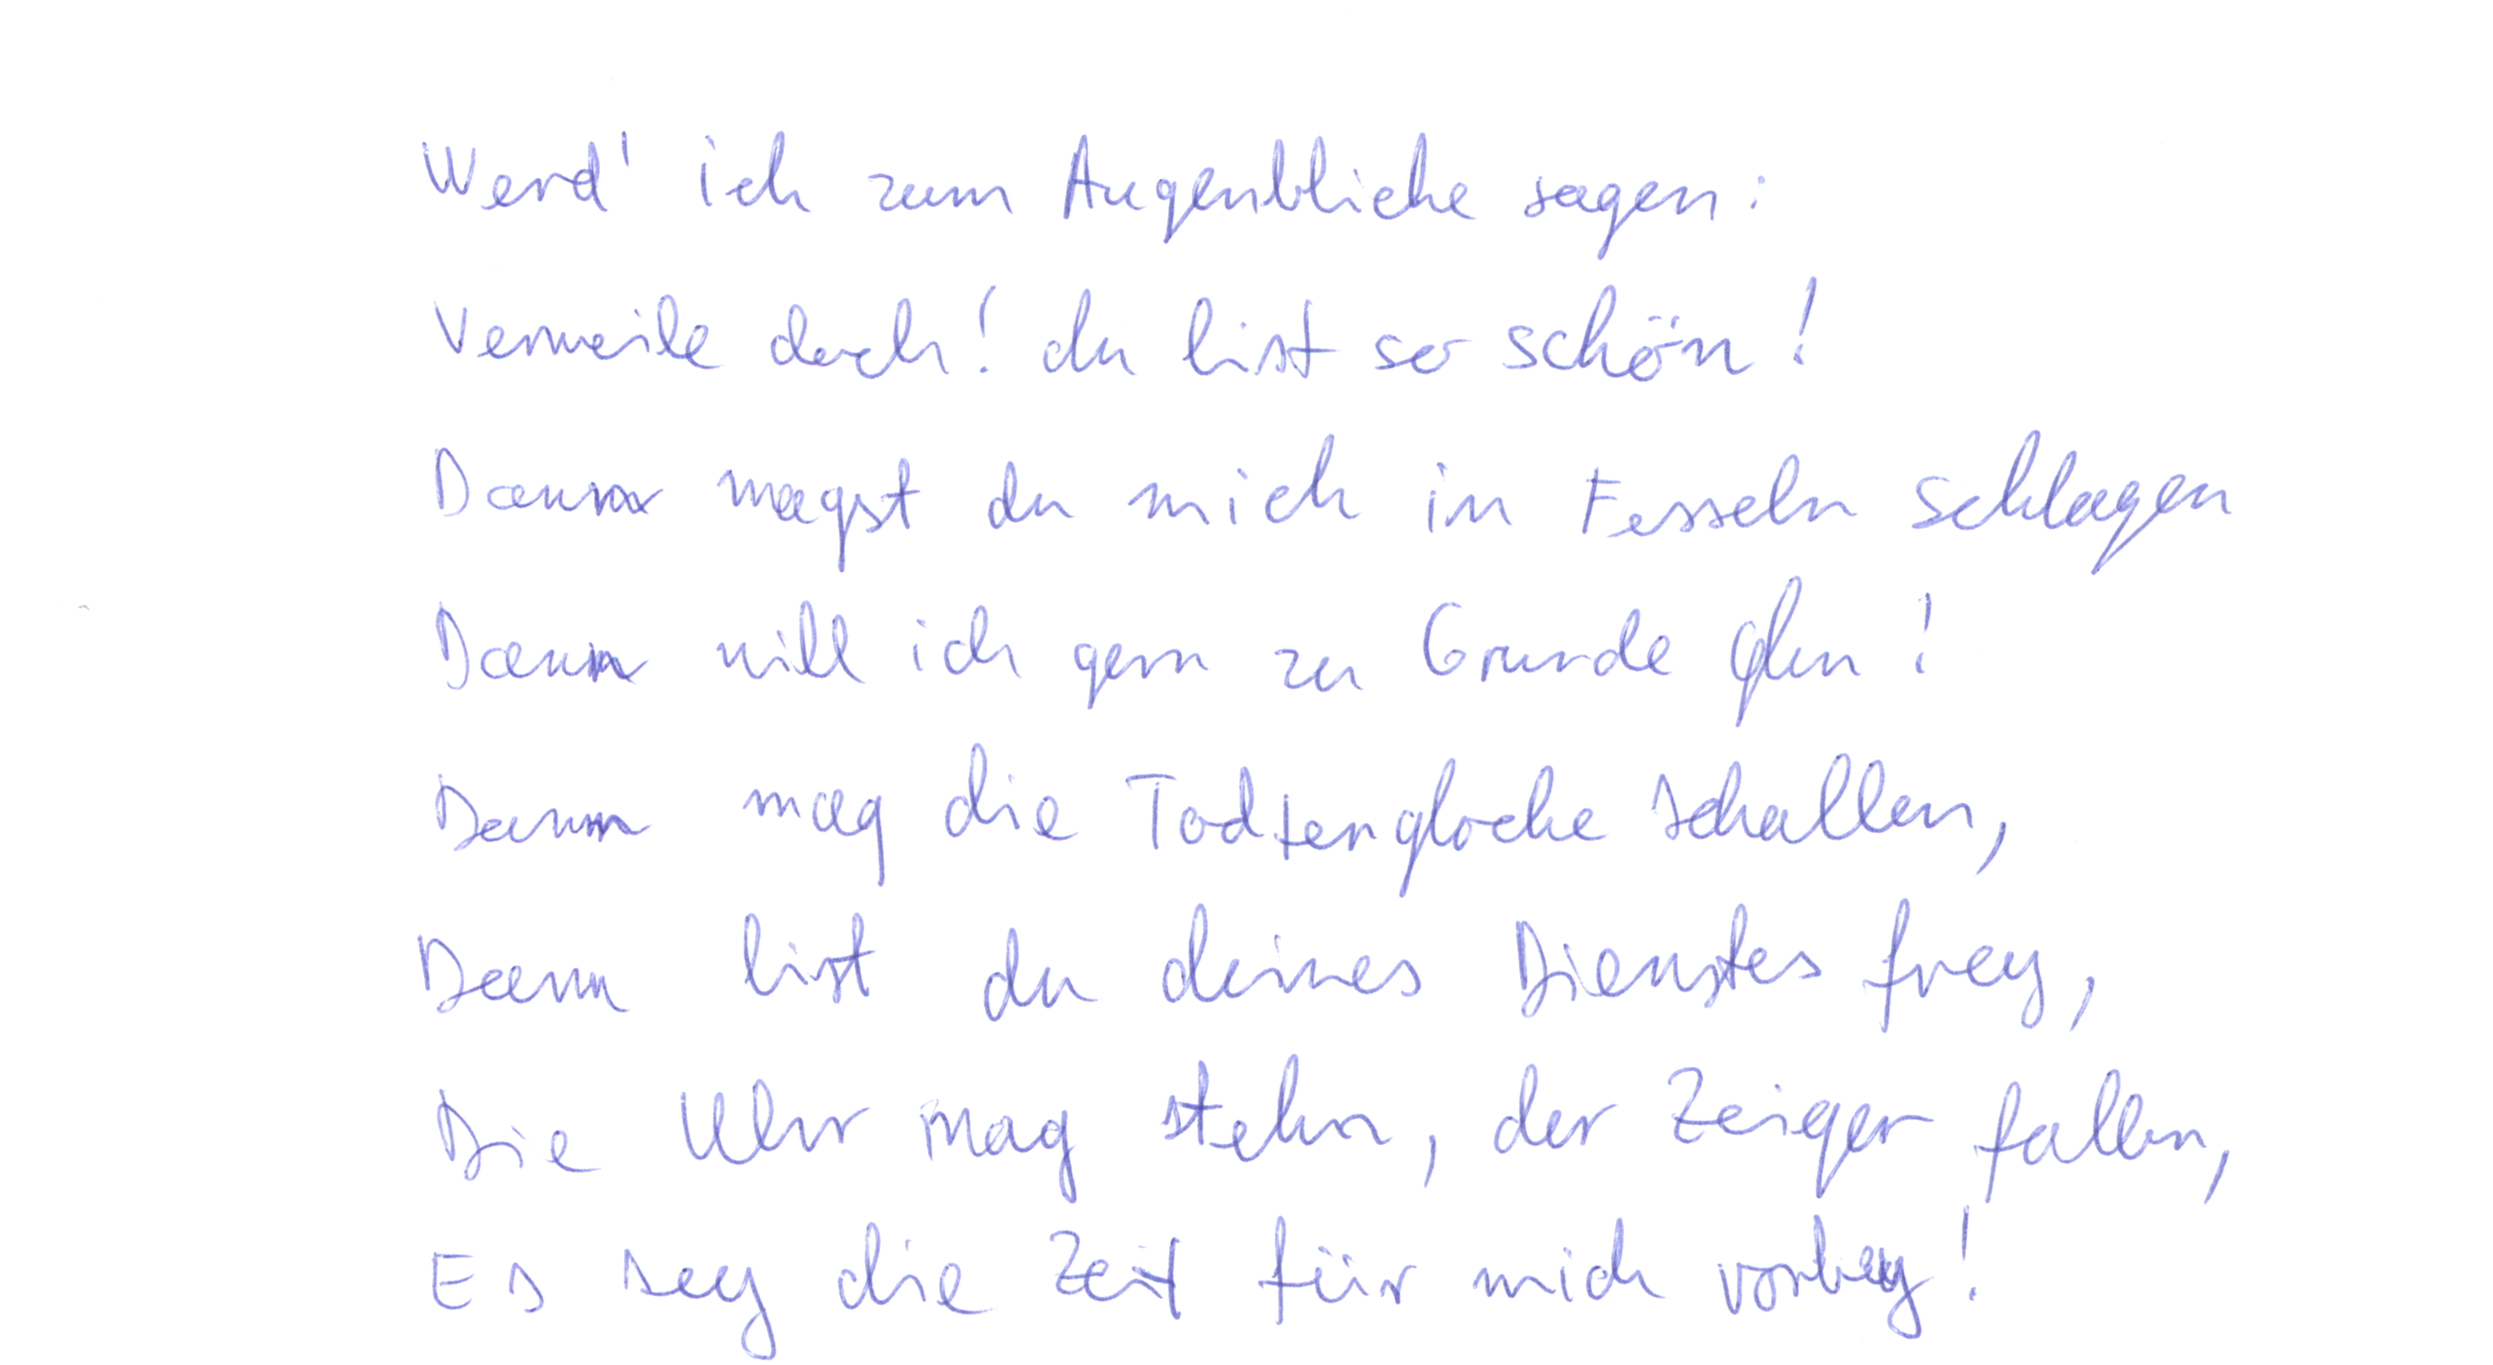 Werd' ich zum Augenblicke sagen:
Verweile doch! du bist so schön!
Dann magst du mich in Fesseln schlagen
Dann will ich gern zu Grunde gehn!
Dann mag die Todtenglocke schallen,
Dann bist du deines Dienstes frey,
Die Uhr mag stehn, der Zeiger fallen,
Es sey die Zeit für mich vorbey!